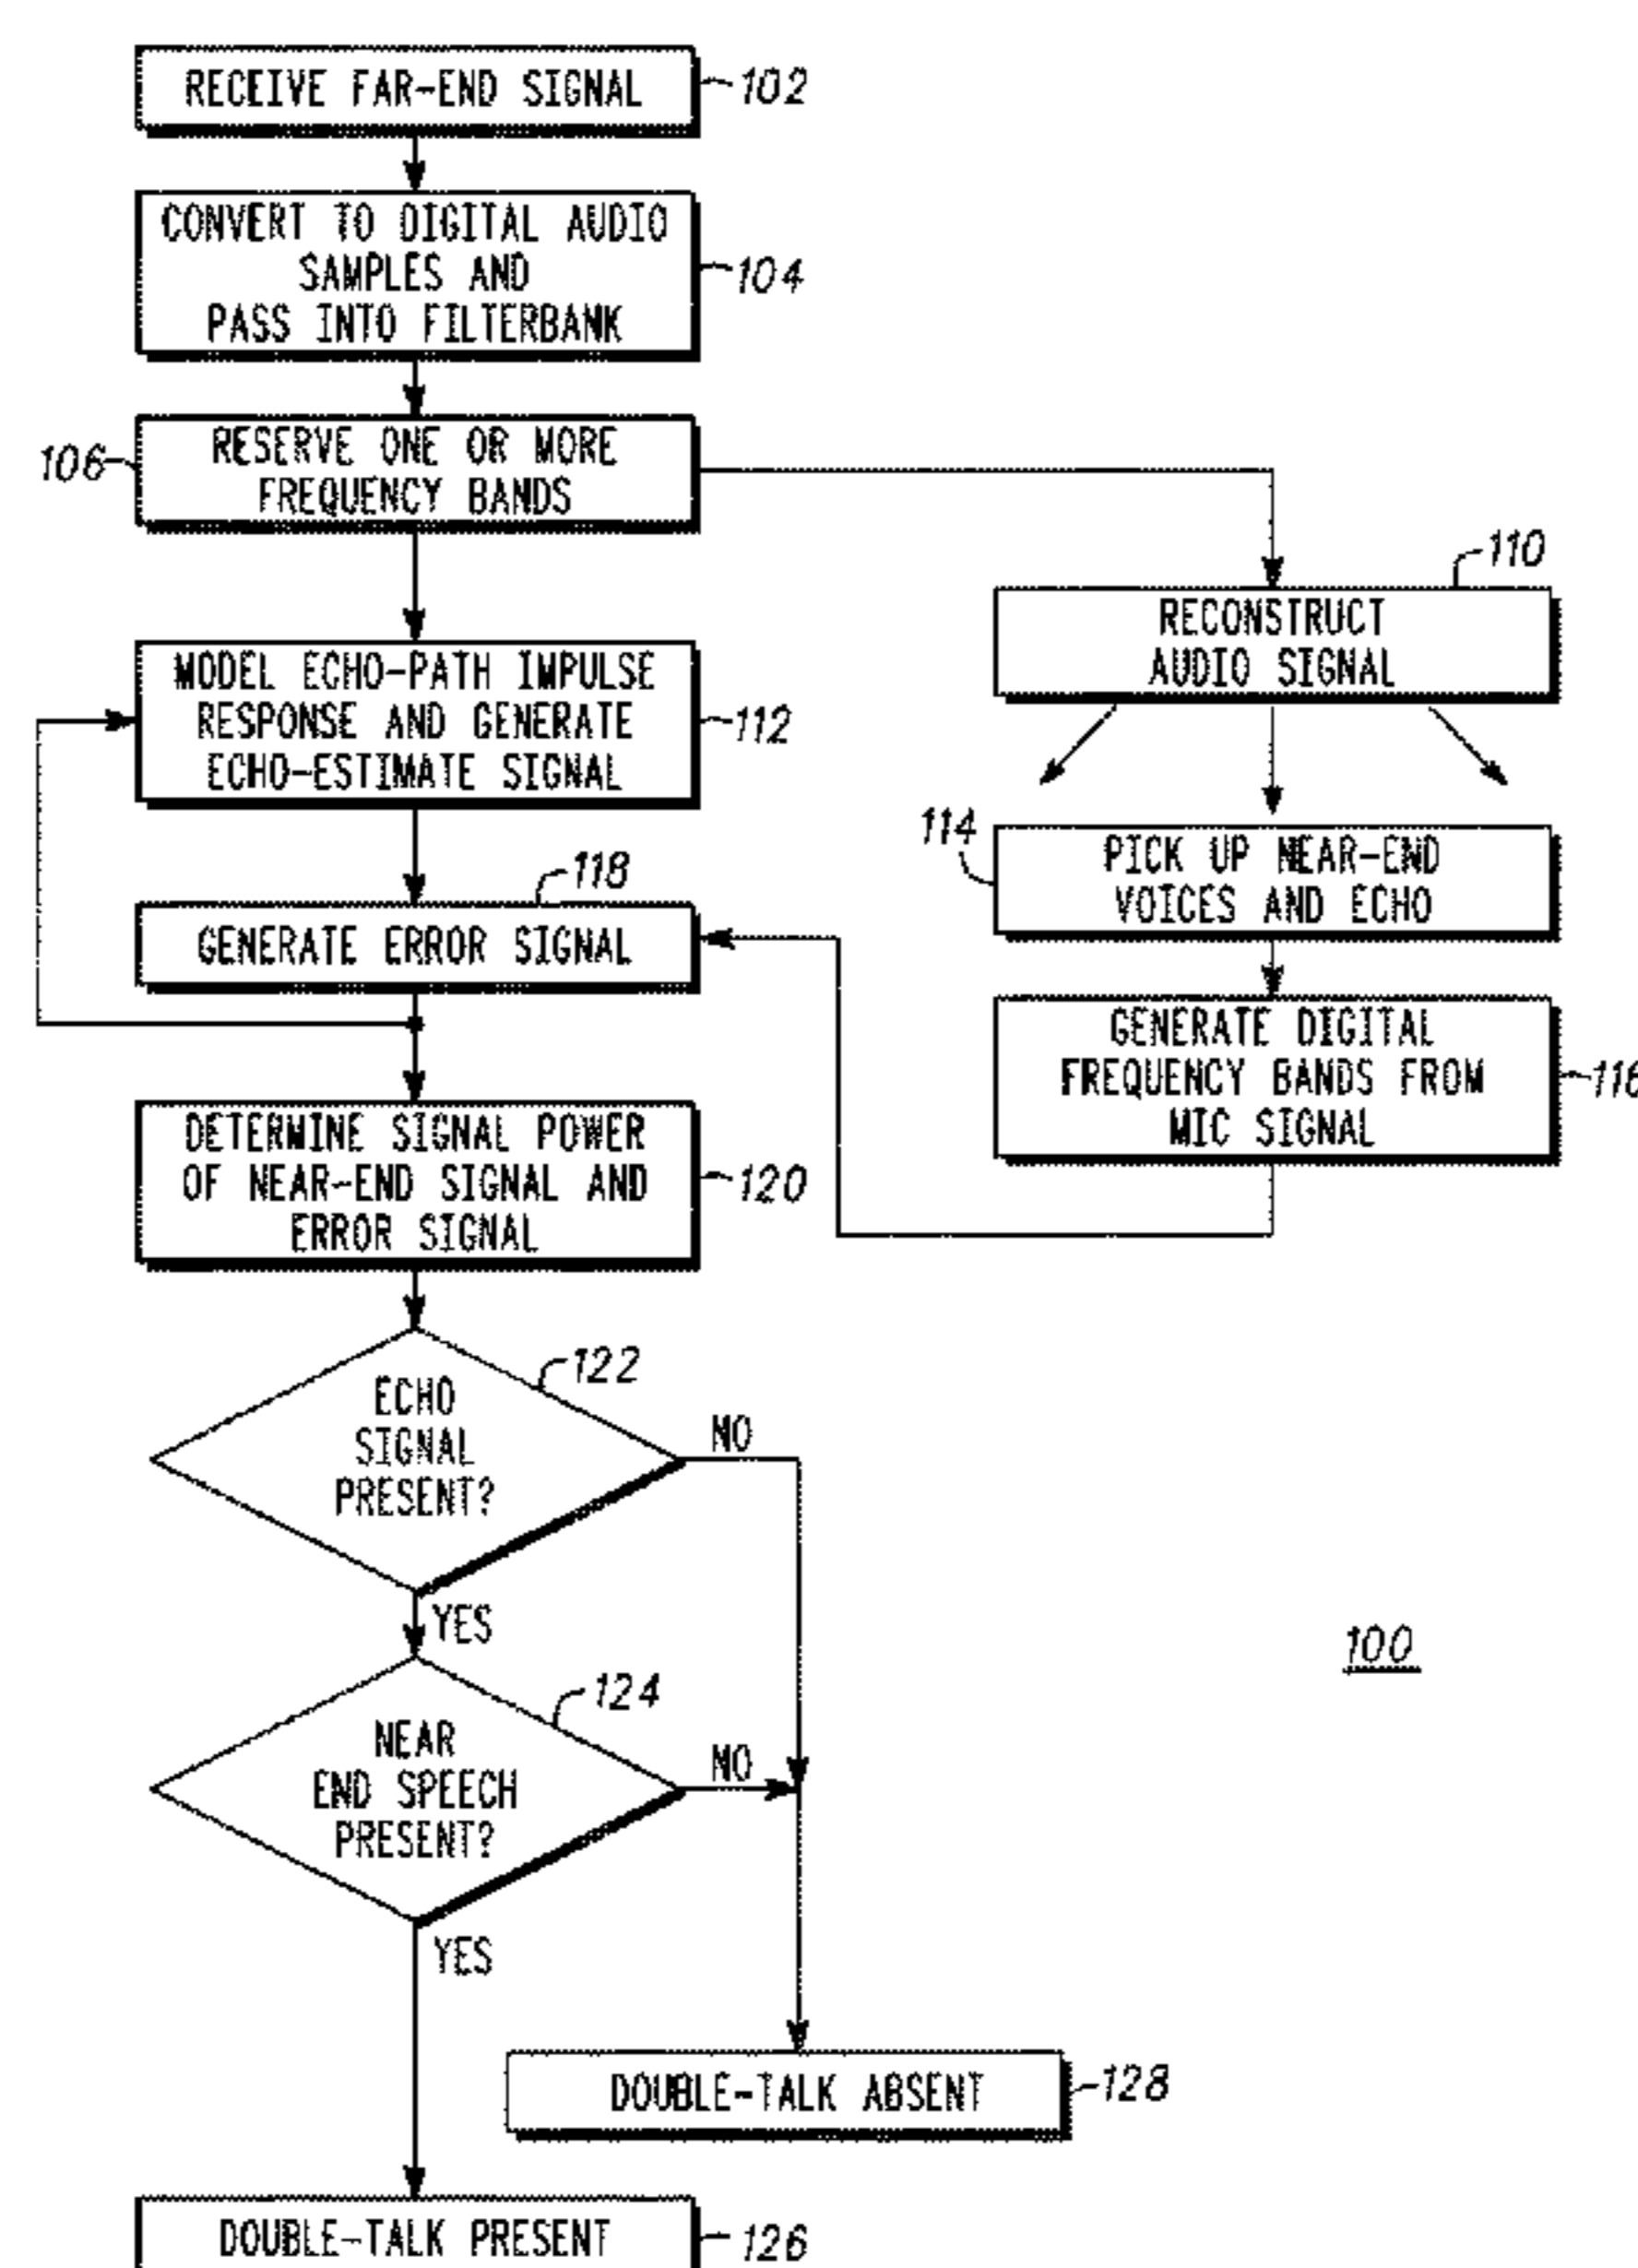 RECEIVE FAR-END SIGNAL
102
CONVERT TO DIGITAL AUDIO
SAMPLES AND
PASS INTO FILTERBANK
104
106
RESERVE ONE OR MORE
FREQUENCY BANDS
110
RECONSTRUCT
AUDIO SIGNAL
MODEL ECHO-PATH IMPULSE
RESPONSE AND GENERATE
ECHO-ESTIMATE SIGNAL
112
114
PICK UP NEAR-END
VOICES AND ECHO
118
GENERATE ERROR SIGNAL
GENERATE DIGITAL
FREQUENCY BANDS FROM
MIC SIGNAL
116
DETERMINE SIGNAL POWER
OF NEAR-END SIGNAL AND
ERROR SIGNAL
120
122
ECHO
SIGNAL
PRESENT?
NO
YES
100
124
NEAR
END SPEECH
PRESENT?
NO
YES
DOUBLE-TALK ABSENT
128
DOUBLE-TALK PRESENT
126